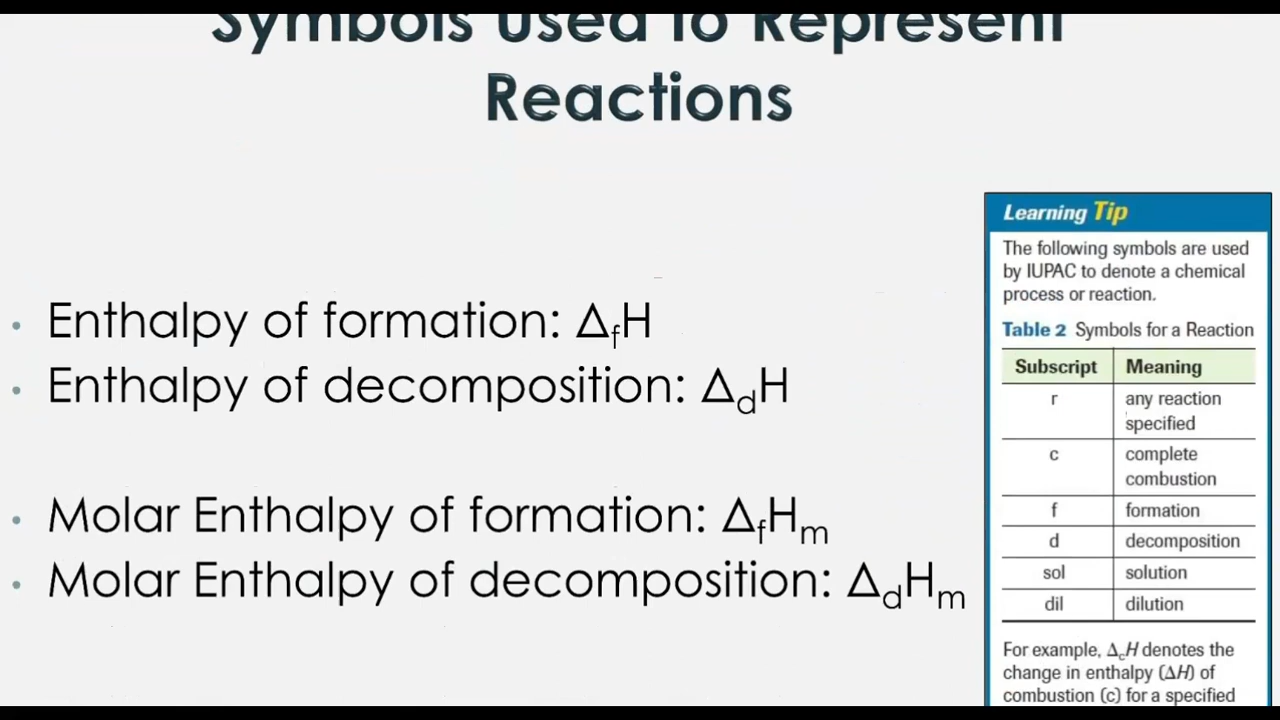 Symbols Used to Represent
Reactions
• Enthalpy of formation: ΔfH
• Enthalpy of decomposition: ΔdH
• Molar Enthalpy of formation: ΔfHm
• Molar Enthalpy of decomposition: ΔdHm
Learning Tip
The following symbols are used
by IUPAC to denote a chemical
process or reaction.
Table 2 Symbols for a Reaction
Subscript Meaning
r any reaction
specified
c complete
combustion
f formation
d decomposition
sol solution
dil dilution
For example, ΔcH denotes the
change in enthalpy (ΔH) of
combustion (c) for a specified